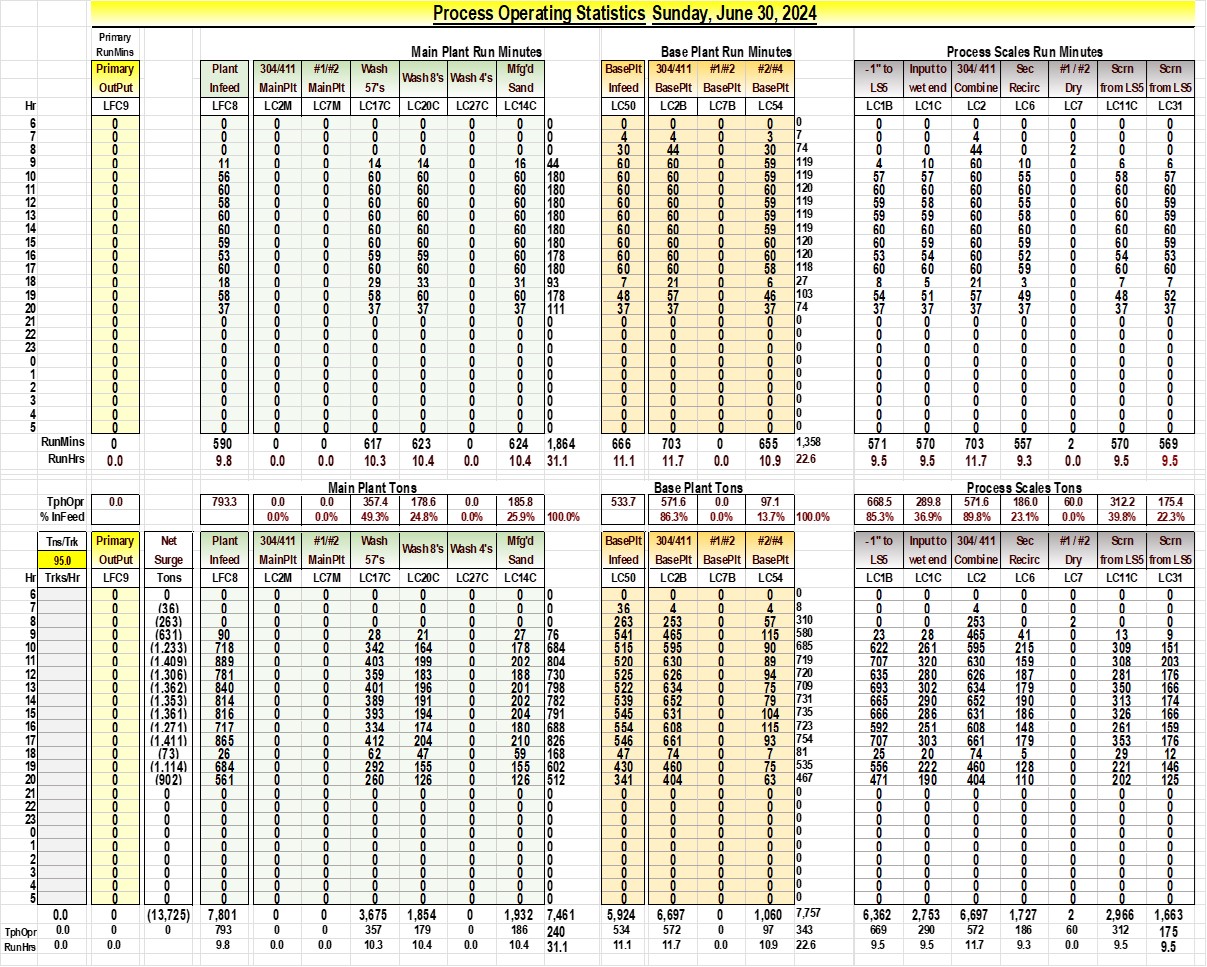 Process Operating Statistics Sunday, June 30, 2024
Primary
RunMins Main Plant Run Minutes Base Plant Run Minutes Process Scales Run Minutes
Primary Plant 304/411 #1/#2 Wash Wash 8's Wash 4's Mfg'd BasePlt 304/411 #1/#2 #2/#4 -1" to Input to 304/ 411 Sec #1 / #2 Scrn Scrn
OutPut Infeed MainPlt MainPlt 57's Sand Infeed BasePlt BasePlt BasePlt LS5 wet end Combine Recirc Dry from LS5 from LS5
Hr LFC9 LFC8 LC2M LC7M LC17C LC20C LC27C LC14C LC50 LC2B LC7B LC54 LC1B LC1C LC2 LC6 LC7 LC11C LC31
6 0 0 0 0 0 0 0 0 0 0 0 0 0 0 0 0 0 0 0 0 0
7 0 0 0 0 0 0 0 0 0 4 4 0 3 7 0 0 4 0 0 0 0
8 0 0 0 0 0 0 0 0 0 30 44 0 30 74 0 0 44 0 2 0 0
9 0 11 0 0 14 14 0 16 44 60 60 0 59 119 4 10 60 10 0 6 6
10 0 56 0 0 60 60 0 60 180 60 60 0 59 119 57 57 60 55 0 58 57
11 0 60 0 0 60 60 0 60 180 60 60 0 60 120 60 60 60 60 0 60 60
12 0 58 0 0 60 60 0 60 180 60 60 0 59 119 59 58 60 55 0 60 59
13 0 60 0 0 60 60 0 60 180 60 60 0 59 119 59 59 60 58 0 60 59
14 0 60 0 0 60 60 0 60 180 60 60 0 59 119 60 60 60 60 0 60 60
15 0 59 0 0 60 60 0 60 180 60 60 0 60 120 60 59 60 59 0 60 59
16 0 53 0 0 59 59 0 60 178 60 60 0 60 120 53 54 60 52 0 54 53
17 0 60 0 0 60 60 0 60 180 60 60 0 58 118 60 60 60 59 0 60 60
18 0 18 0 0 29 33 0 31 93 7 21 0 6 27 8 5 21 3 0 7 7
19 0 58 0 0 58 60 0 60 178 48 57 0 46 103 54 51 57 49 0 48 52
20 0 37 0 0 37 37 0 37 111 37 37 0 37 74 37 37 37 37 0 37 37
21 0 0 0 0 0 0 0 0 0 0 0 0 0 0 0 0 0 0 0 0 0
22 0 0 0 0 0 0 0 0 0 0 0 0 0 0 0 0 0 0 0 0 0
23 0 0 0 0 0 0 0 0 0 0 0 0 0 0 0 0 0 0 0 0 0
0 0 0 0 0 0 0 0 0 0 0 0 0 0 0 0 0 0 0 0 0 0
1 0 0 0 0 0 0 0 0 0 0 0 0 0 0 0 0 0 0 0 0 0
2 0 0 0 0 0 0 0 0 0 0 0 0 0 0 0 0 0 0 0 0 0
3 0 0 0 0 0 0 0 0 0 0 0 0 0 0 0 0 0 0 0 0 0
4 0 0 0 0 0 0 0 0 0 0 0 0 0 0 0 0 0 0 0 0 0
5 0 0 0 0 0 0 0 0 0 0 0 0 0 0 0 0 0 0 0 0 0
RunMins 0 590 0 0 617 623 0 624 1,864 666 703 0 655 1,358 571 570 703 557 2 570 569
RunHrs 0.0 9.8 0.0 0.0 10.3 10.4 0.0 10.4 31.1 11.1 11.7 0.0 10.9 22.6 9.5 9.5 11.7 9.3 0.0 9.5 9.5
Main Plant Tons Base Plant Tons Process Scales Tons
TphOpr 0.0 793.3 0.0 0.0 357.4 178.6 0.0 185.8 533.7 571.6 0.0 97.1 668.5 289.8 571.6 186.0 60.0 312.2 175.4
% InFeed 0.0% 0.0% 49.3% 24.8% 0.0% 25.9% 100.0% 86.3% 0.0% 13.7% 100.0% 85.3% 36.9% 89.8% 23.1% 0.0% 39.8% 22.3%
Tns/Trk Primary Net Plant 304/411 #1/#2 Wash Wash 8's Wash 4's Mfg'd BasePlt 304/411 #1/#2 #2/#4 -1" to Input to 304/ 411 Sec #1 / #2 Scrn Scrn
95.0 OutPut Surge Infeed MainPlt MainPlt 57's Sand Infeed BasePlt BasePlt BasePlt LS5 wet end Combine Recirc Dry from LS5 from LS5
Hr Trks/Hr LFC9 Tons LFC8 LC2M LC7M LC17C LC20C LC27C LC14C LC50 LC2B LC7B LC54 LC1B LC1C LC2 LC6 LC7 LC11C LC31
6 0 0 0 0 0 0 0 0 0 0 0 0 0 0 0 0 0 0 0 0 0 0
7 0 (36) 0 0 0 0 0 0 0 0 36 4 0 4 8 0 0 4 0 0 0 0
8 0 (263) 0 0 0 0 0 0 0 0 263 253 0 57 310 0 0 253 0 2 0 0
9 0 (631) 90 0 0 28 21 0 27 76 541 465 0 115 580 23 28 465 41 0 13 9
10 0 (1,233) 718 0 0 342 164 0 178 684 515 595 0 90 685 622 261 595 215 0 309 151
11 0 (1,409) 889 0 0 403 199 0 202 804 520 630 0 89 719 707 320 630 159 0 308 203
12 0 (1,306) 781 0 0 359 183 0 188 730 525 626 0 94 720 635 280 626 187 0 281 176
13 0 (1,362) 840 0 0 401 196 0 201 798 522 634 0 75 709 693 302 634 179 0 350 166
14 0 (1,353) 814 0 0 389 191 0 202 782 539 652 0 79 731 665 290 652 190 0 313 174
15 0 (1,361) 816 0 0 393 194 0 204 791 545 631 0 104 735 666 286 631 186 0 326 166
16 0 (1,271) 717 0 0 334 174 0 180 688 554 608 0 115 723 592 251 608 148 0 261 159
17 0 (1,411) 865 0 0 412 204 0 210 826 546 661 0 93 754 707 303 661 179 0 353 176
18 0 (73) 26 0 0 62 47 0 59 168 47 74 0 7 81 25 20 74 5 0 29 12
19 0 (1,114) 684 0 0 292 155 0 155 602 430 460 0 75 535 556 222 460 128 0 221 146
20 0 (902) 561 0 0 260 126 0 126 512 341 404 0 63 467 471 190 404 110 0 202 125
21 0 0 0 0 0 0 0 0 0 0 0 0 0 0 0 0 0 0 0 0 0 0
22 0 0 0 0 0 0 0 0 0 0 0 0 0 0 0 0 0 0 0 0 0 0
23 0 0 0 0 0 0 0 0 0 0 0 0 0 0 0 0 0 0 0 0 0 0
0 0 0 0 0 0 0 0 0 0 0 0 0 0 0 0 0 0 0 0 0 0 0
1 0 0 0 0 0 0 0 0 0 0 0 0 0 0 0 0 0 0 0 0 0 0
2 0 0 0 0 0 0 0 0 0 0 0 0 0 0 0 0 0 0 0 0 0 0
3 0 0 0 0 0 0 0 0 0 0 0 0 0 0 0 0 0 0 0 0 0 0
4 0 0 0 0 0 0 0 0 0 0 0 0 0 0 0 0 0 0 0 0 0 0
5 0 0 0 0 0 0 0 0 0 0 0 0 0 0 0 0 0 0 0 0 0 0
0.0 0 (13,725) 7,801 0 0 3,675 1,854 0 1,932 7,461 5,924 6,697 0 1,060 7,757 6,362 2,753 6,697 1,727 2 2,966 1,663
TphOpr 0.0 0 0 793 0 0 357 179 0 186 240 534 572 0 97 343 669 290 572 186 60 312 175
RunHrs 0.0 0.0 9.8 0.0 0.0 10.3 10.4 0.0 10.4 31.1 11.1 11.7 0.0 10.9 22.6 9.5 9.5 11.7 9.3 0.0 9.5 9.5